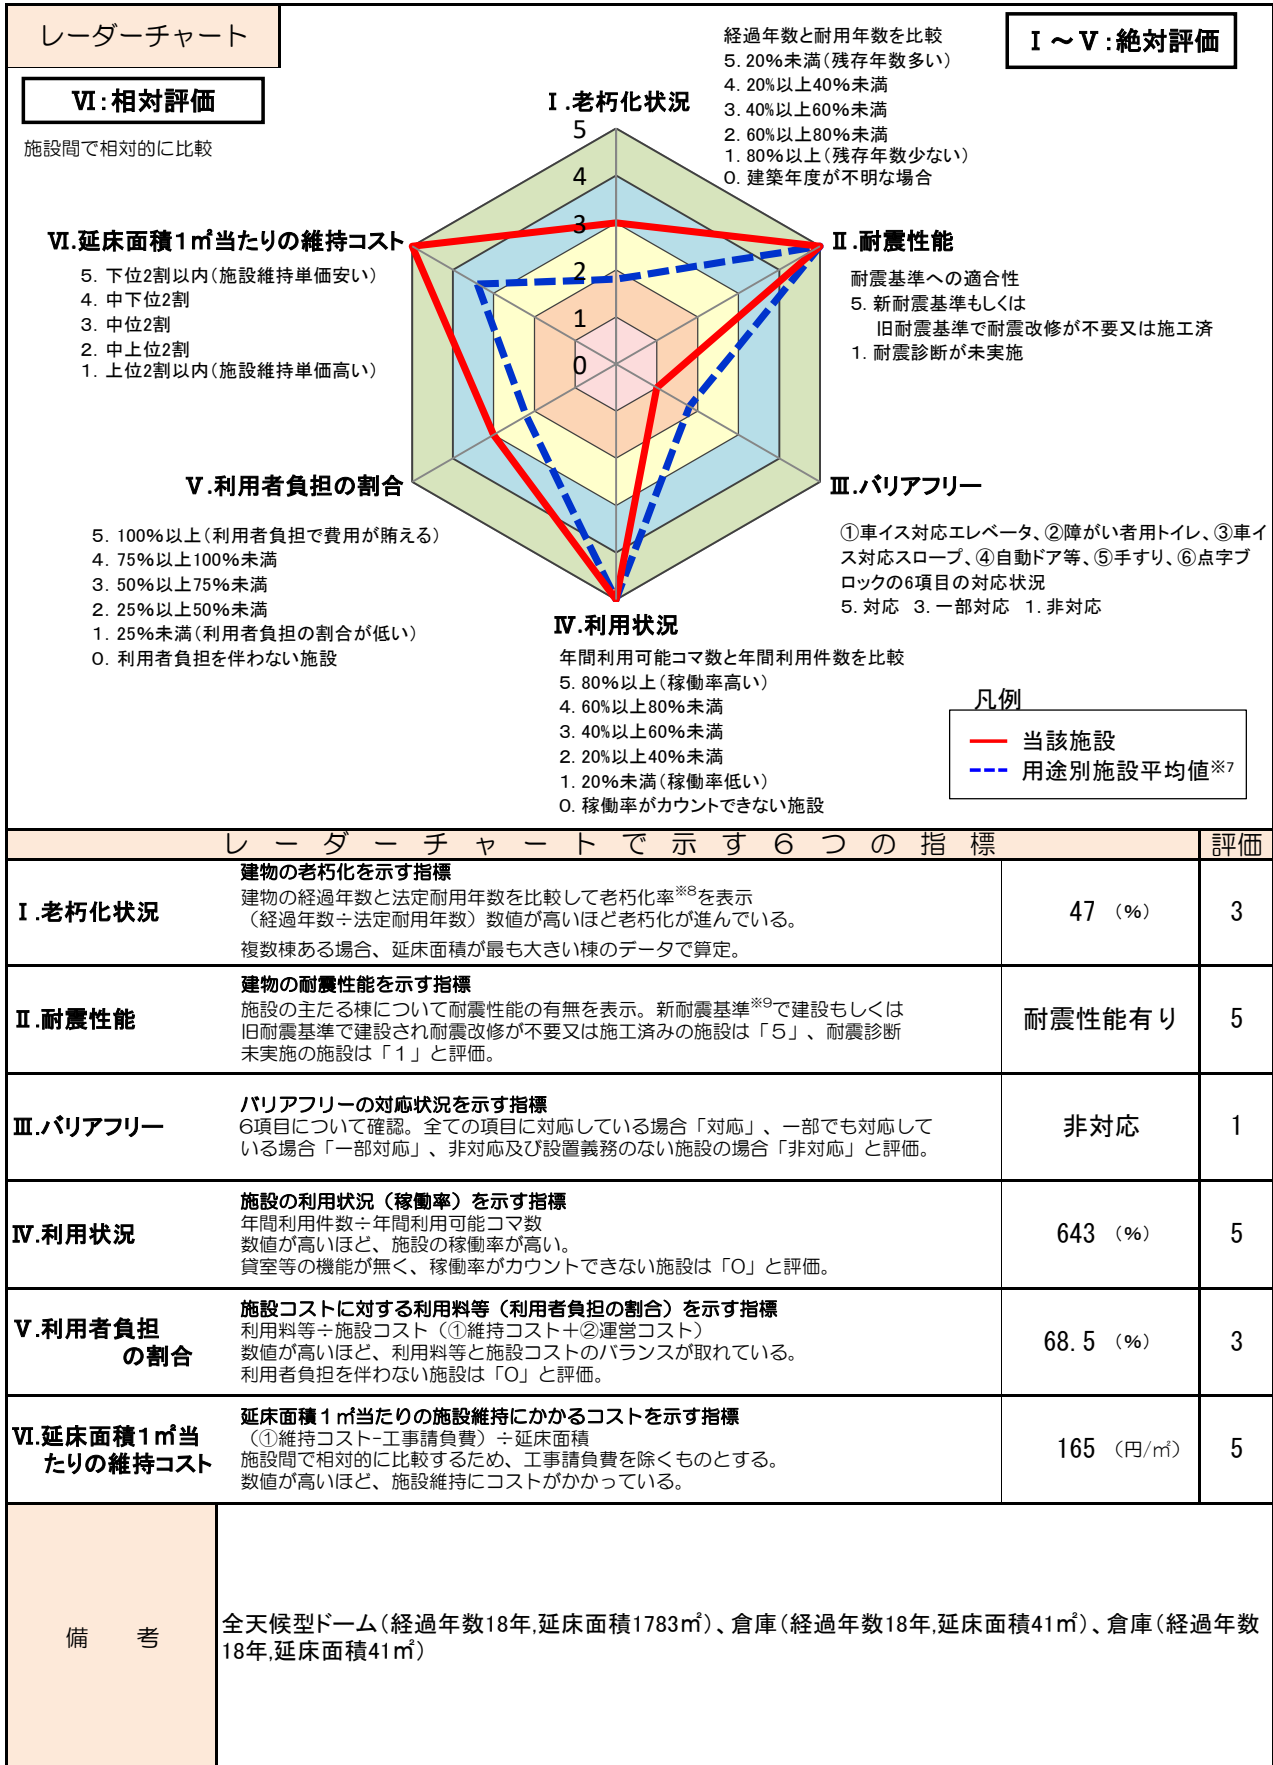 レーダーチャート
Ⅵ：相対評価
施設間で相対的に比較
Ⅰ～Ⅴ：絶対評価
経過年数と耐用年数を比較
5. 20%未満（残存年数多い）
4. 20%以上40%未満
3. 40%以上60%未満
2. 60%以上80%未満
1. 80%以上（残存年数少ない）
0. 建築年度が不明な場合
Ⅰ.老朽化状況
5
4
3
2
1
0
Ⅵ.延床面積1㎡当たりの維持コスト
5. 下位2割以内（施設維持単価安い）
4. 中下位2割
3. 中位2割
2. 中上位2割
1. 上位2割以内（施設維持単価高い）
Ⅱ.耐震性能
耐震基準への適合性
5. 新耐震基準もしくは
旧耐震基準で耐震改修が不要又は施工済
1. 耐震診断が未実施
Ⅴ.利用者負担の割合
5. 100%以上（利用者負担で費用が賄える）
4. 75%以上100%未満
3. 50%以上75%未満
2. 25%以上50%未満
1. 25%未満（利用者負担の割合が低い）
0. 利用者負担を伴わない施設
Ⅲ.バリアフリー
①車イス対応エレベータ、②障がい者用トイレ、③車イ
ス対応スロープ、④自動ドア等、⑤手すり、⑥点字ブ
ロックの6項目の対応状況
5. 対応 3. 一部対応 1. 非対応
Ⅳ.利用状況
年間利用可能コマ数と年間利用件数を比較
5. 80%以上（稼働率高い）
4. 60%以上80%未満
3. 40%以上60%未満
2. 20%以上40%未満
1. 20%未満（稼働率低い）
0. 稼働率がカウントできない施設
凡例
当該施設
用途別施設平均値※7
レーダーチャートで示す6つの指標 評価
Ⅰ.老朽化状況
建物の老朽化を示す指標
建物の経過年数と法定耐用年数を比較して老朽化率※8を表示
（経過年数÷法定耐用年数）数値が高いほど老朽化が進んでいる。
複数棟ある場合、延床面積が最も大きい棟のデータで算定。
47 （%） 3
Ⅱ.耐震性能
建物の耐震性能を示す指標
施設の主たる棟について耐震性能の有無を表示。新耐震基準※9で建設もしくは
旧耐震基準で建設され耐震改修が不要又は施工済みの施設は「5」、耐震診断
未実施の施設は「1」と評価。
耐震性能有り 5
Ⅲ.バリアフリー
バリアフリーの対応状況を示す指標
6項目について確認。全ての項目に対応している場合「対応」、一部でも対応して
いる場合「一部対応」、非対応及び設置義務のない施設の場合「非対応」と評価。
非対応 1
Ⅳ.利用状況
施設の利用状況（稼働率）を示す指標
年間利用件数÷年間利用可能コマ数
数値が高いほど、施設の稼働率が高い。
貸室等の機能が無く、稼働率がカウントできない施設は「0」と評価。
643 （%） 5
Ⅴ.利用者負担
の割合
施設コストに対する利用料等（利用者負担の割合）を示す指標
利用料等÷施設コスト（①維持コスト+②運営コスト）
数値が高いほど、利用料等と施設コストのバランスが取れている。
利用者負担を伴わない施設は「0」と評価。
68.5 （%） 3
Ⅵ.延床面積1㎡当
たりの維持コスト
延床面積1㎡当たりの施設維持にかかるコストを示す指標
（①維持コスト-工事請負費）÷延床面積
施設間で相対的に比較するため、工事請負費を除くものとする。
数値が高いほど、施設維持にコストがかかっている。
165 （円/㎡） 5
備 考
全天候型ドーム（経過年数18年,延床面積1783㎡）、倉庫（経過年数18年,延床面積41㎡）、倉庫（経過年数
18年,延床面積41㎡）